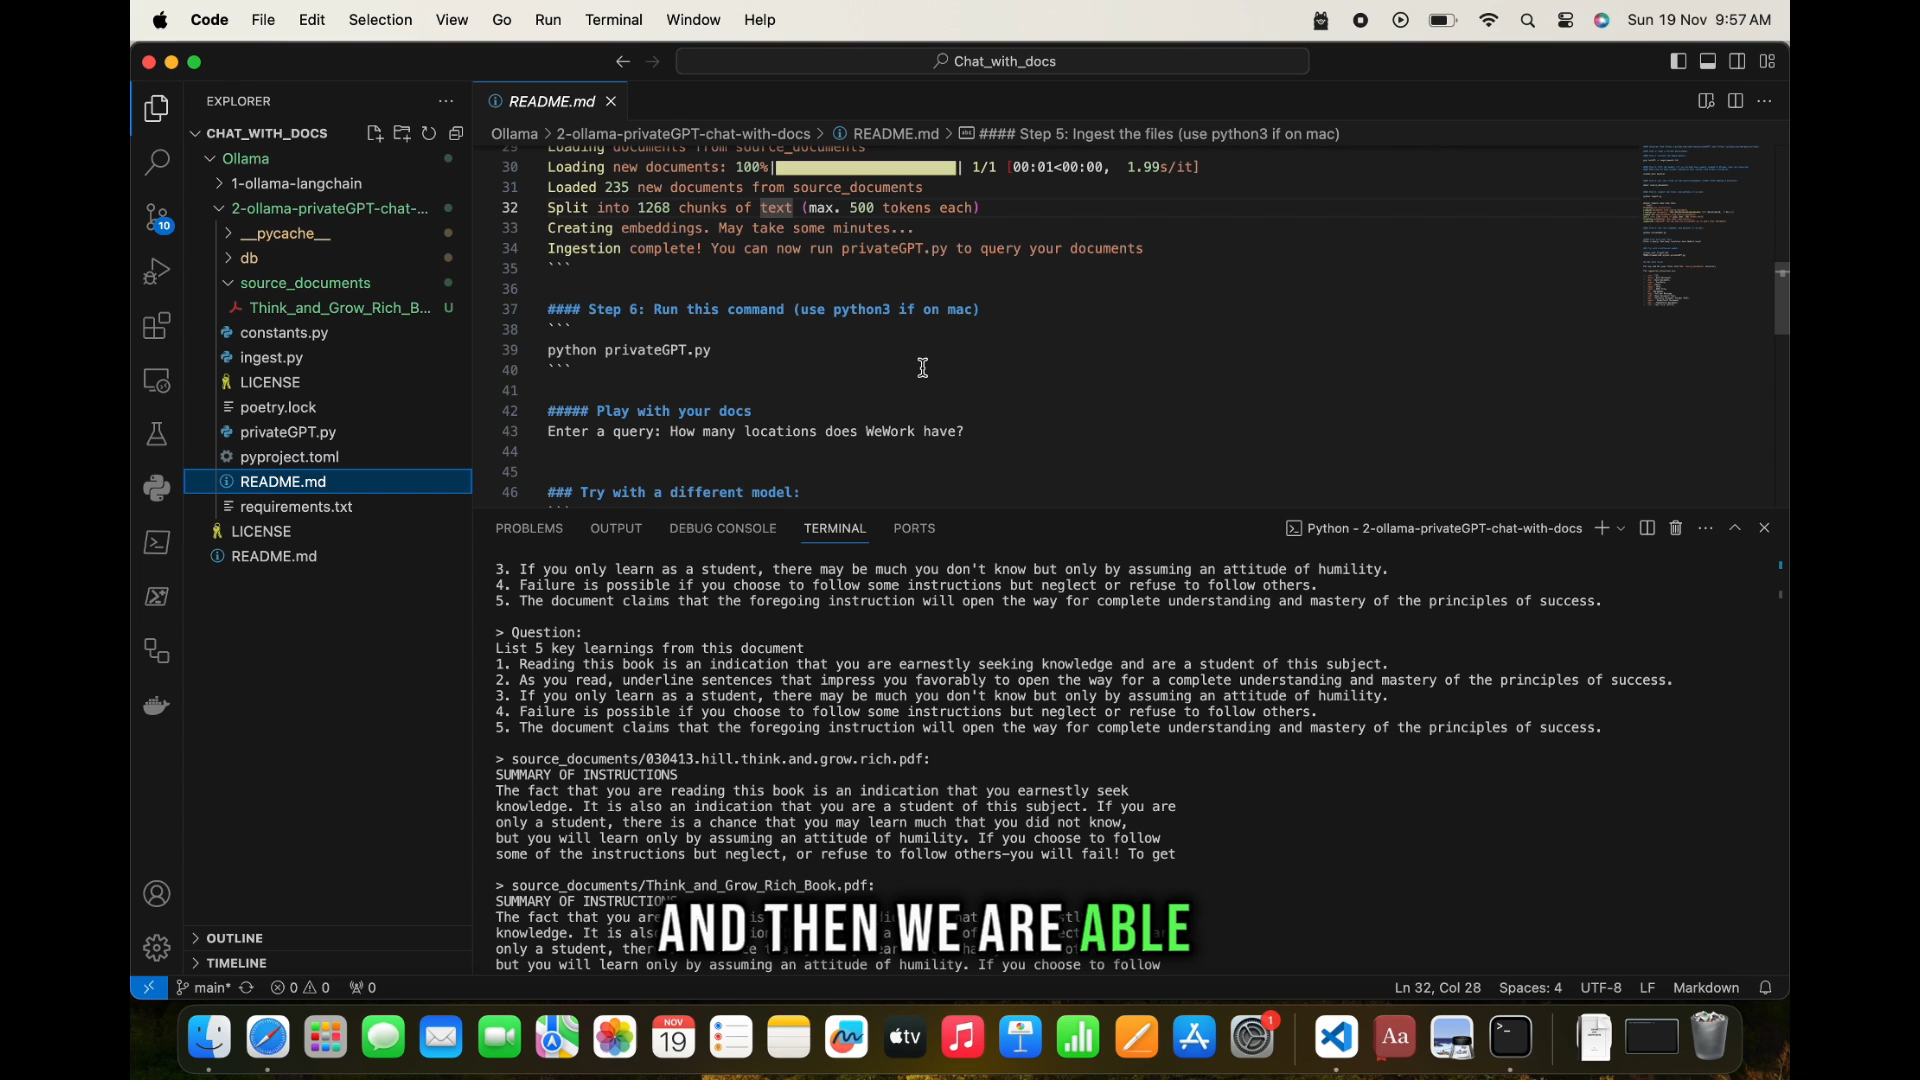 Code File Edit Selection View Go Run Terminal Window Help Sun 19 Nov 9:57 AM
Chat_with_docs
EXPLORER
CHAT_WITH_DOCS
Ollama
1-ollama-langchain
2-ollama-privateGPT-chat-...
__pycache__
db
source_documents
Think_and_Grow_Rich_B... U
constants.py
ingest.py
LICENSE
poetry.lock
privateGPT.py
pyproject.toml
README.md
requirements.txt
LICENSE
README.md
OUTLINE
TIMELINE
10
README.md
Ollama > 2-ollama-privateGPT-chat-with-docs > README.md > #### Step 5: Ingest the files (use python3 if on mac)
29 Loading documents from source_documents
30 Loading new documents: 100%| | 1/1 [00:01<00:00, 1.99s/it]
31 Loaded 235 new documents from source_documents
32 Split into 1268 chunks of text (max. 500 tokens each)
33 Creating embeddings. May take some minutes...
34 Ingestion complete! You can now run privateGPT.py to query your documents
35 ```
36
37 #### Step 6: Run this command (use python3 if on mac)
38 ```
39 python privateGPT.py
40 ```
41
42 ##### Play with your docs
43 Enter a query: How many locations does WeWork have?
44
45
46 ### Try with a different model:
PROBLEMS OUTPUT DEBUG CONSOLE TERMINAL PORTS Python - 2-ollama-privateGPT-chat-with-docs
3. If you only learn as a student, there may be much you don't know but only by assuming an attitude of humility.
4. Failure is possible if you choose to follow some instructions but neglect or refuse to follow others.
5. The document claims that the foregoing instruction will open the way for complete understanding and mastery of the principles of success.
> Question:
List 5 key learnings from this document
1. Reading this book is an indication that you are earnestly seeking knowledge and are a student of this subject.
2. As you read, underline sentences that impress you favorably to open the way for a complete understanding and mastery of the principles of success.
3. If you only learn as a student, there may be much you don't know but only by assuming an attitude of humility.
4. Failure is possible if you choose to follow some instructions but neglect or refuse to follow others.
5. The document claims that the foregoing instruction will open the way for complete understanding and mastery of the principles of success.
> source_documents/030413.hill.think.and.grow.rich.pdf:
SUMMARY OF INSTRUCTIONS
The fact that you are reading this book is an indication that you earnestly seek
knowledge. It is also an indication that you are a student of this subject. If you are
only a student, there is a chance that you may learn much that you did not know,
but you will learn only by assuming an attitude of humility. If you choose to follow
some of the instructions but neglect, or refuse to follow others-you will fail! To get
> source_documents/Think_and_Grow_Rich_Book.pdf:
SUMMARY OF INSTRUCTIONS
The fact that you are
knowledge. It is
only a student,
but you will learn only by assuming an attitude of humility. If you choose to follow
AND THEN WE ARE ABLE
main* 0 0 0 Ln 32, Col 28 Spaces: 4 UTF-8 LF Markdown
NOV
19
tv
1
Aa